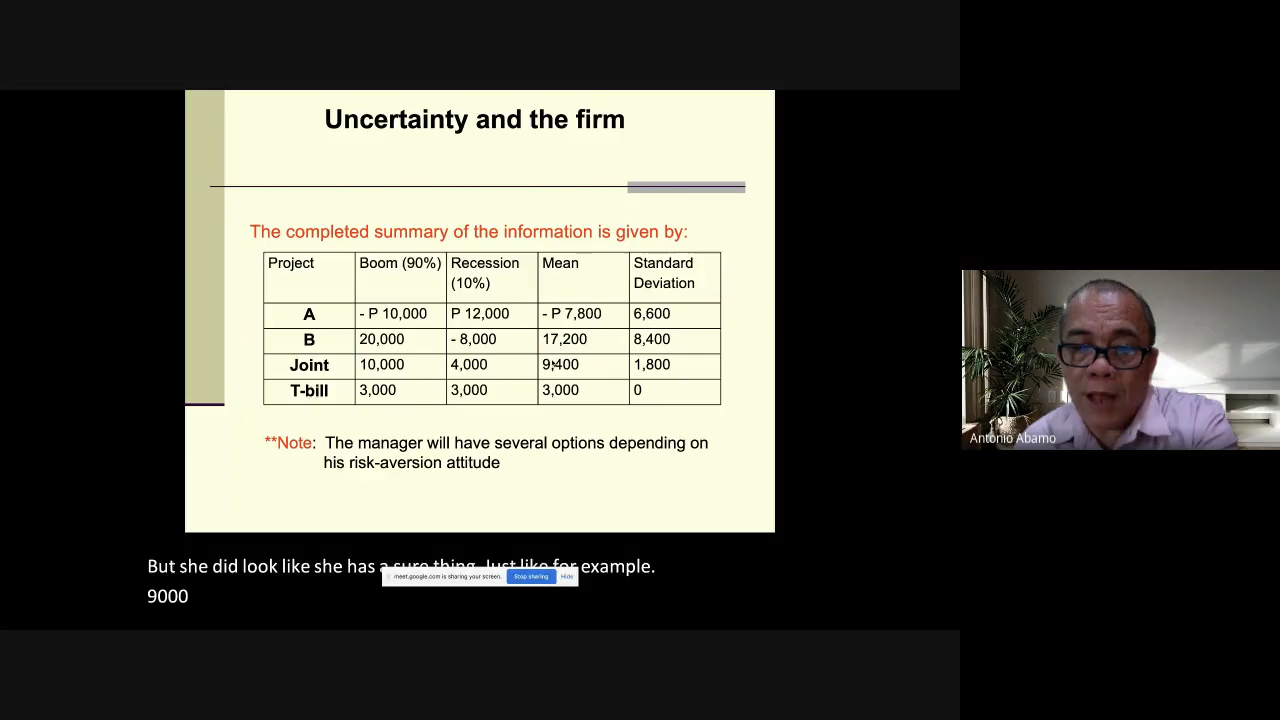 Uncertainty and the firm
The completed summary of the information is given by:
Project Boom (90%) Recession (10%) Mean Standard Deviation
A - P 10,000 P 12,000 - P 7,800 6,600
B 20,000 - 8,000 17,200 8,400
Joint 10,000 4,000 9,400 1,800
T-bill 3,000 3,000 3,000 0
**Note: The manager will have several options depending on
his risk-aversion attitude
Antonio Abamo
But she did look like she has a sure thing. Just like for example.
meet.google.com is sharing your screen. Stop sharing Hide
9000